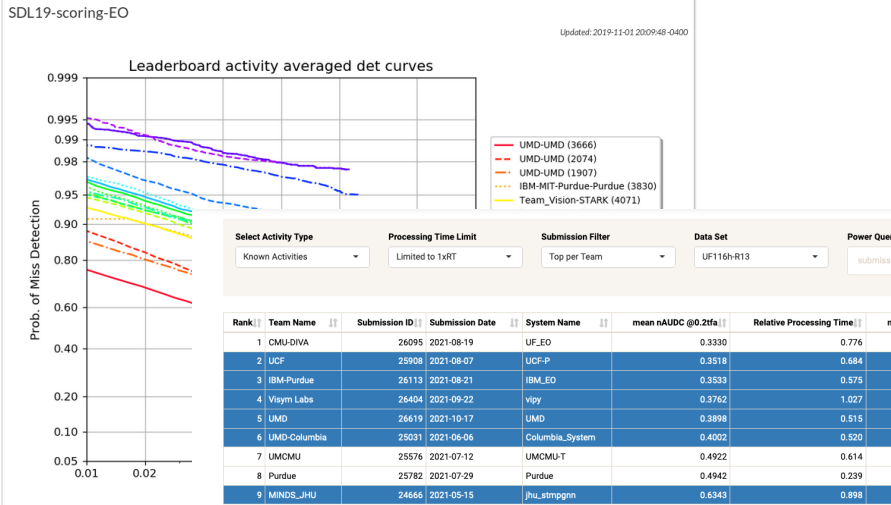 SDL19-scoring-EO
Updated: 2019-11-01 20:09:48 -0400
Leaderboard activity averaged det curves
0.999
0.995
0.99
0.98
0.95
0.90
0.80
0.60
0.40
0.20
0.10
0.05
0.01 0.02
Prob. of Miss Detection
UMD-UMD (3666)
UMD-UMD (2074)
UMD-UMD (1907)
IBM-MIT-Purdue-Purdue (3830)
Team_Vision-STARK (4071)
Select Activity Type Processing Time Limit Submission Filter Data Set Power Quer
Known Activities Limited to 1xRT Top per Team UF116h-R13 submiss
Rank Team Name Submission ID Submission Date System Name mean nAUDC @0.2tfa Relative Processing Time n
1 CMU-DIVA 26095 2021-08-19 UF_EO 0.3330 0.776
2 UCF 25908 2021-08-07 UCF-P 0.3518 0.684
3 IBM-Purdue 26113 2021-08-21 IBM_EO 0.3533 0.575
4 Visym Labs 26404 2021-09-22 vipy 0.3762 1.027
5 UMD 26619 2021-10-17 UMD 0.3898 0.515
6 UMD-Columbia 25031 2021-06-06 Columbia_System 0.4002 0.520
7 UMCMU 25576 2021-07-12 UMCMU-T 0.4922 0.614
8 Purdue 25782 2021-07-29 Purdue 0.4942 0.239
9 MINDS_JHU 24666 2021-05-15 jhu_stmpgnn 0.6343 0.898